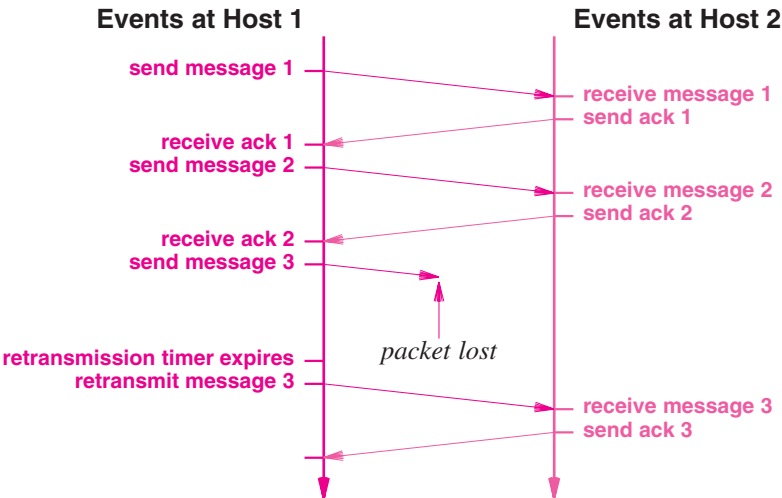 Events at Host 1
Events at Host 2
send message 1
receive message 1
send ack 1
receive ack 1
send message 2
receive message 2
send ack 2
receive ack 2
send message 3
packet lost
retransmission timer expires
retransmit message 3
receive message 3
send ack 3